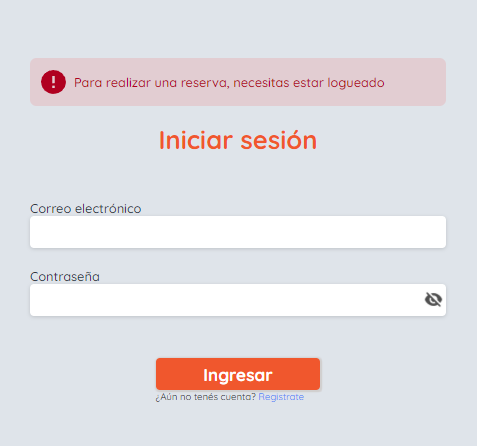 Para realizar una reserva, necesitas estar logueado
Iniciar sesión
Correo electrónico
Contraseña
Ingresar
¿Aún no tenés cuenta? Registrate